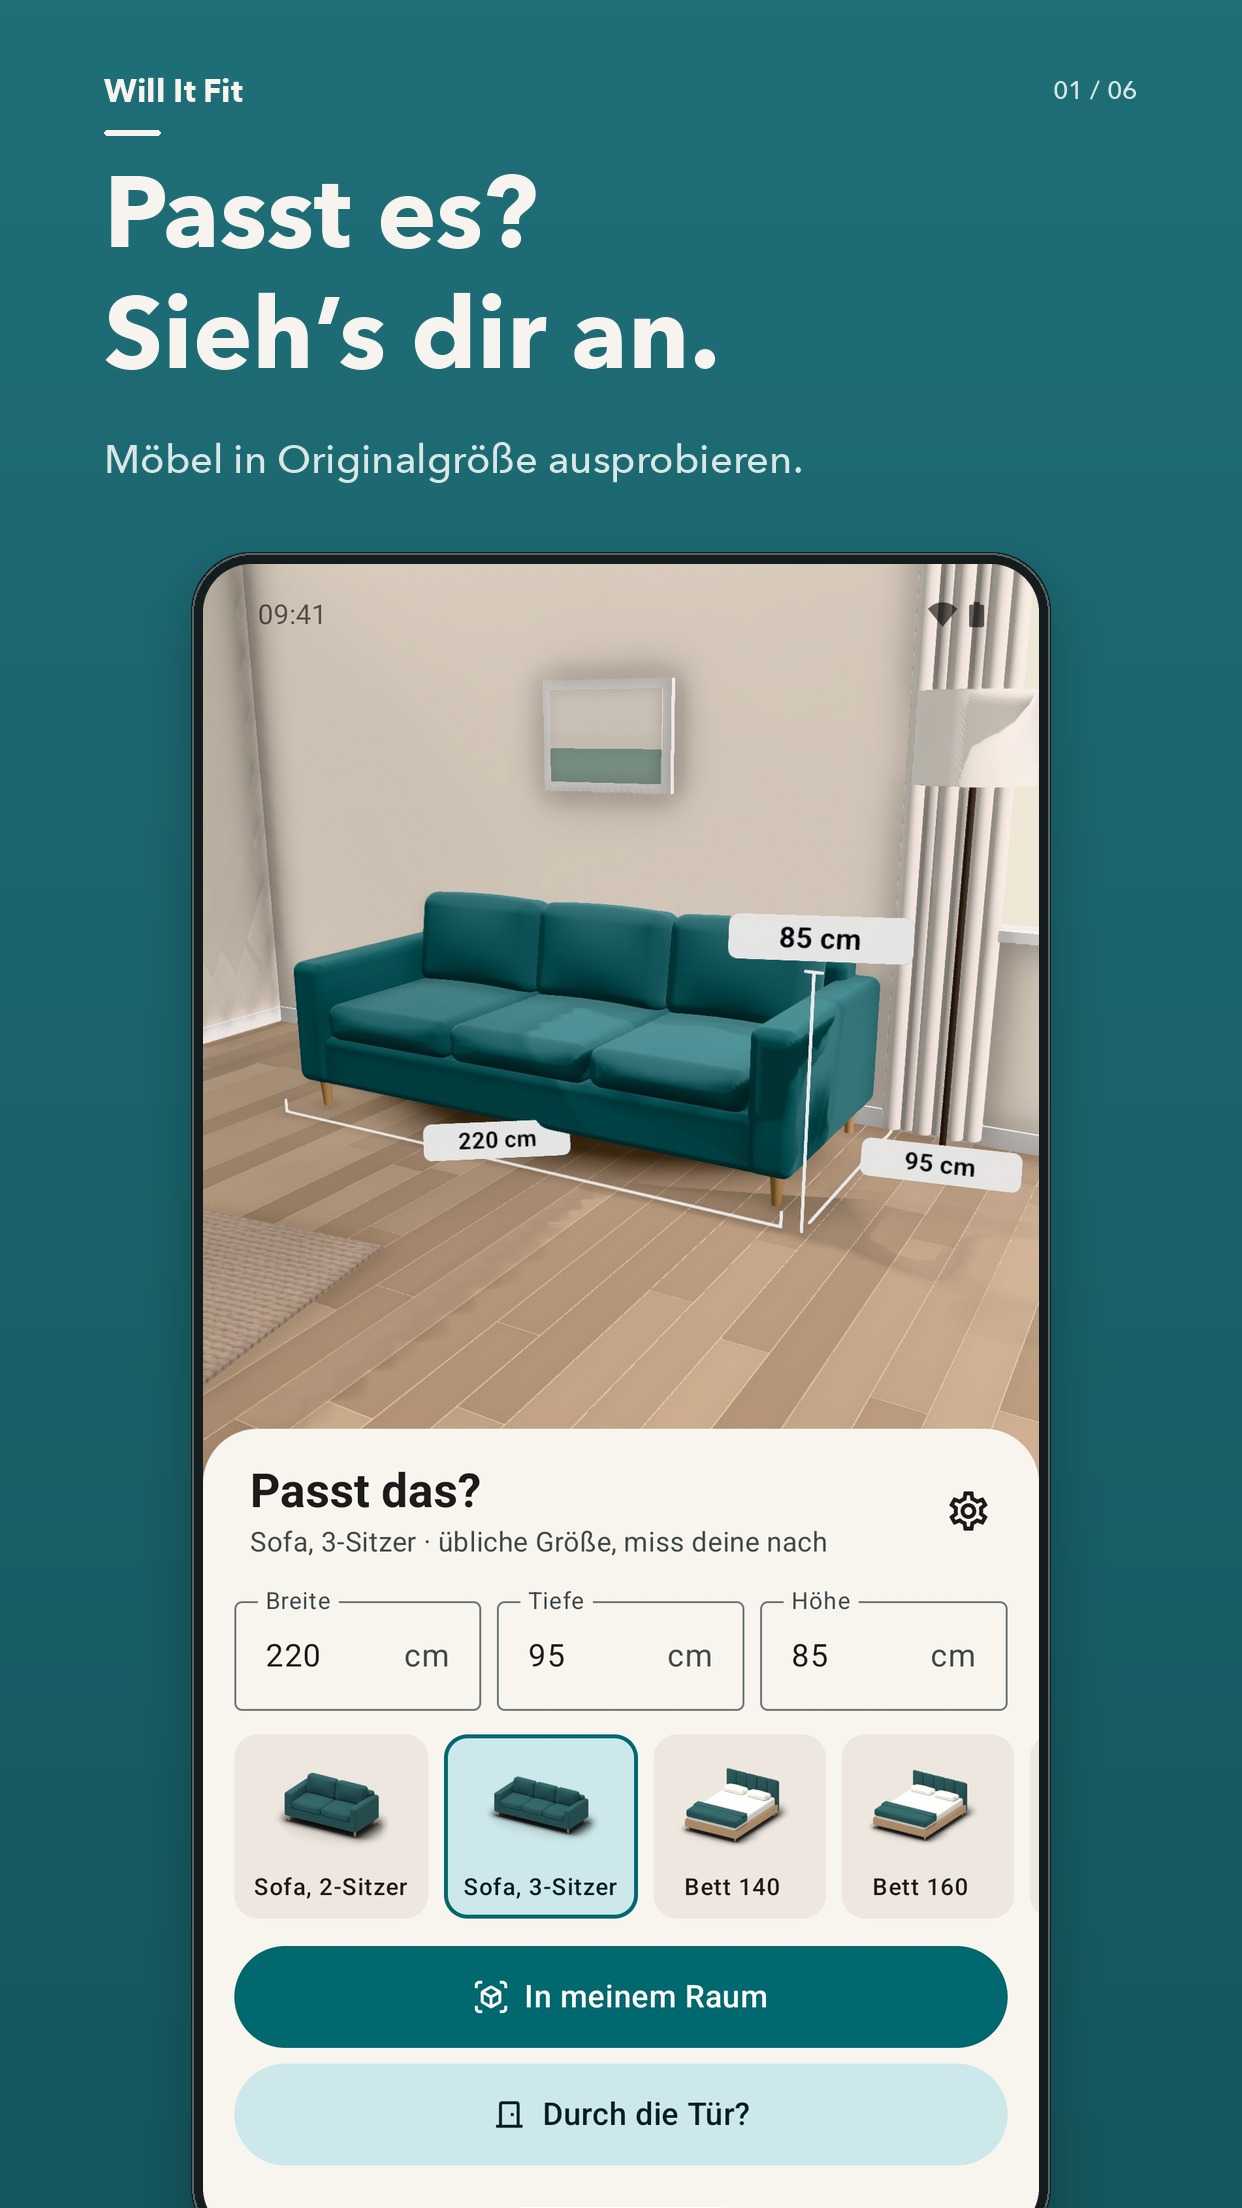 Will It Fit
01 / 06
Passt es?
Sieh’s dir an.
Möbel in Originalgröße ausprobieren.
09:41
85 cm
220 cm
95 cm
Passt das?
Sofa, 3-Sitzer · übliche Größe, miss deine nach
Breite
Tiefe
Höhe
220 cm
95 cm
85 cm
Sofa, 2-Sitzer
Sofa, 3-Sitzer
Bett 140
Bett 160
In meinem Raum
Durch die Tür?